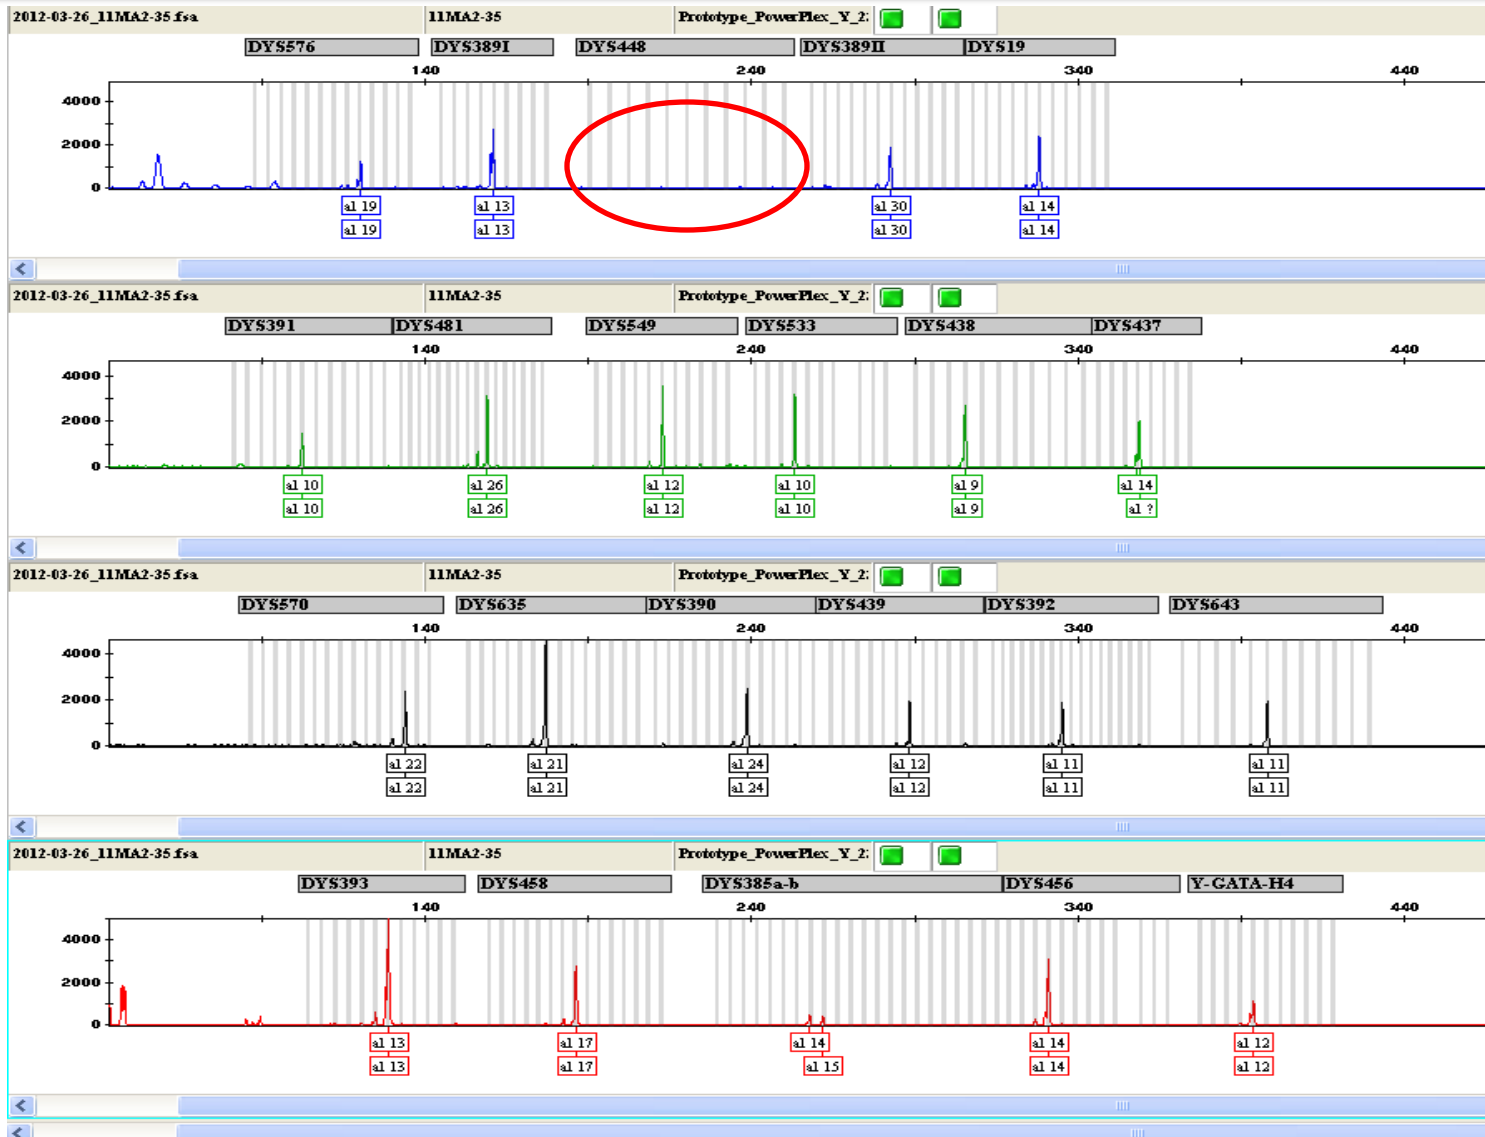 2012-03-26_11MA2-35.fsa 11MA2-35 Prototype_PowerPlex_Y_2:
DYS576 DYS389I DYS448 DYS389II DYS19
140 240 340 440
4000
2000
0
al 19 al 13 al 30 al 14
al 19 al 13 al 30 al 14
2012-03-26_11MA2-35.fsa 11MA2-35 Prototype_PowerPlex_Y_2:
DYS391 DYS481 DYS549 DYS533 DYS438 DYS437
140 240 340 440
4000
2000
0
al 10 al 26 al 12 al 10 al 9 al 14
al 10 al 26 al 12 al 10 al 9 al ?
2012-03-26_11MA2-35.fsa 11MA2-35 Prototype_PowerPlex_Y_2:
DYS570 DYS635 DYS390 DYS439 DYS392 DYS643
140 240 340 440
4000
2000
0
al 22 al 21 al 24 al 12 al 11 al 11
al 22 al 21 al 24 al 12 al 11 al 11
2012-03-26_11MA2-35.fsa 11MA2-35 Prototype_PowerPlex_Y_2:
DYS393 DYS458 DYS385a-b DYS456 Y-GATA-H4
140 240 340 440
4000
2000
0
al 13 al 17 al 14 al 14 al 12
al 13 al 17 al 15 al 14 al 12